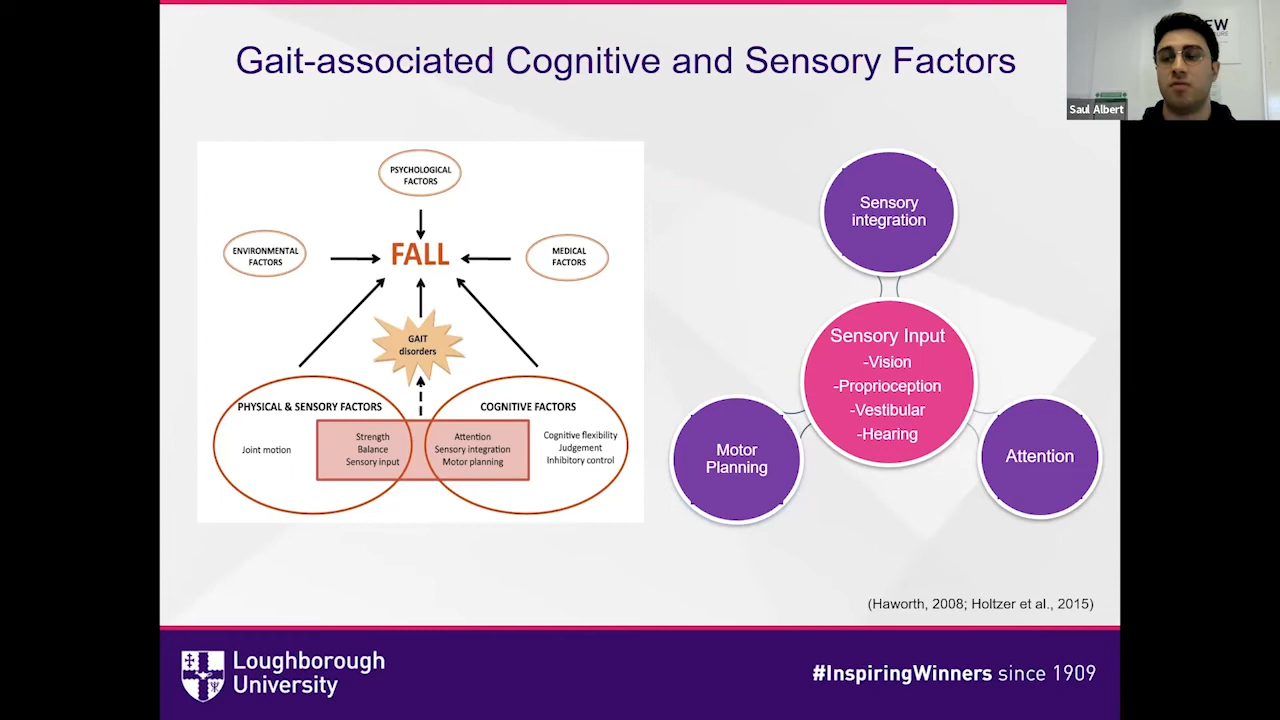 Gait-associated Cognitive and Sensory Factors
Saul Albert
PSYCHOLOGICAL
FACTORS
ENVIRONMENTAL
FACTORS
FALL
MEDICAL
FACTORS
GAIT
disorders
PHYSICAL & SENSORY FACTORS
COGNITIVE FACTORS
Joint motion
Strength
Balance
Sensory input
Attention
Sensory integration
Motor planning
Cognitive flexibility
Judgement
Inhibitory control
Sensory
integration
Sensory Input
-Vision
-Proprioception
-Vestibular
-Hearing
Motor
Planning
Attention
(Haworth, 2008; Holtzer et al., 2015)
Loughborough
University
#InspiringWinners since 1909